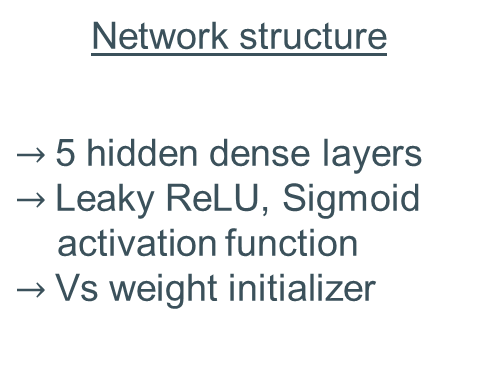 Network structure
→ 5 hidden dense layers
→ Leaky ReLU, Sigmoid
activation function
→ Vs weight initializer